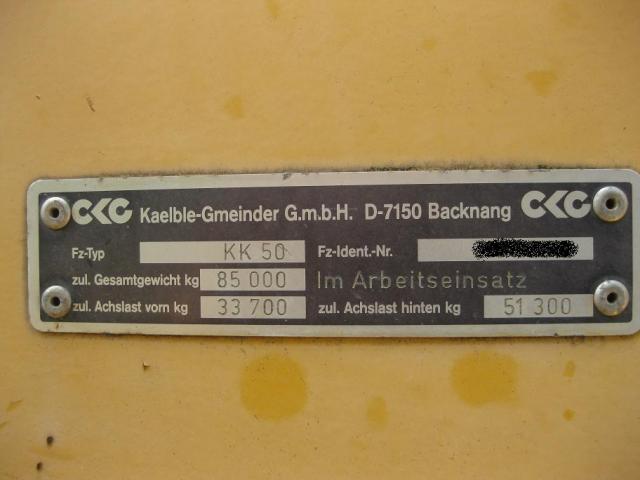 CKG Kaelble-Gmeinder G.m.b.H. D-7150 Backnang CKG
Fz-Typ KK 50 Fz-Ident.-Nr.
zul. Gesamtgewicht kg 85 000 Im Arbeitseinsatz
zul. Achslast vorn kg 33 700 zul. Achslast hinten kg 51 300